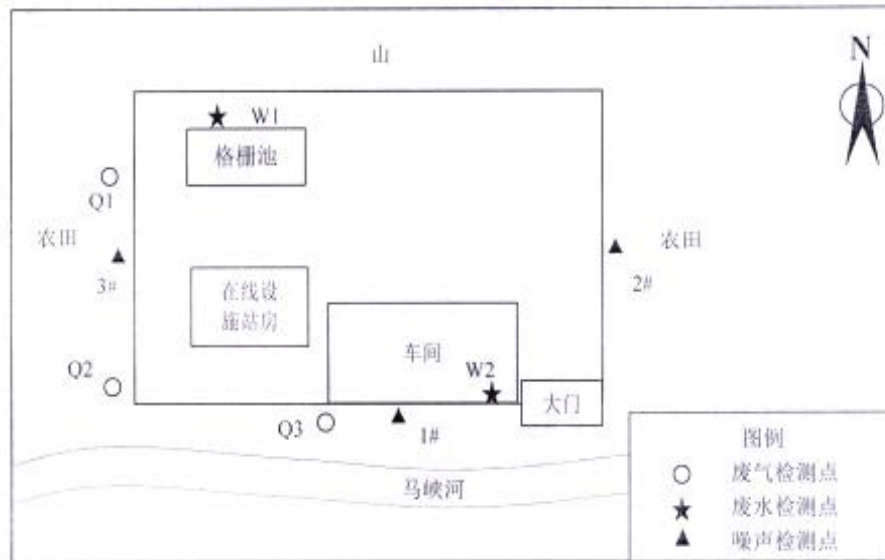 山
N
W1
格栅池
Q1
农田
3#
农田
2#
在线设
施站房
车间
W2
Q2
大门
Q3
1#
马峡河
图例
废气检测点
废水检测点
噪声检测点